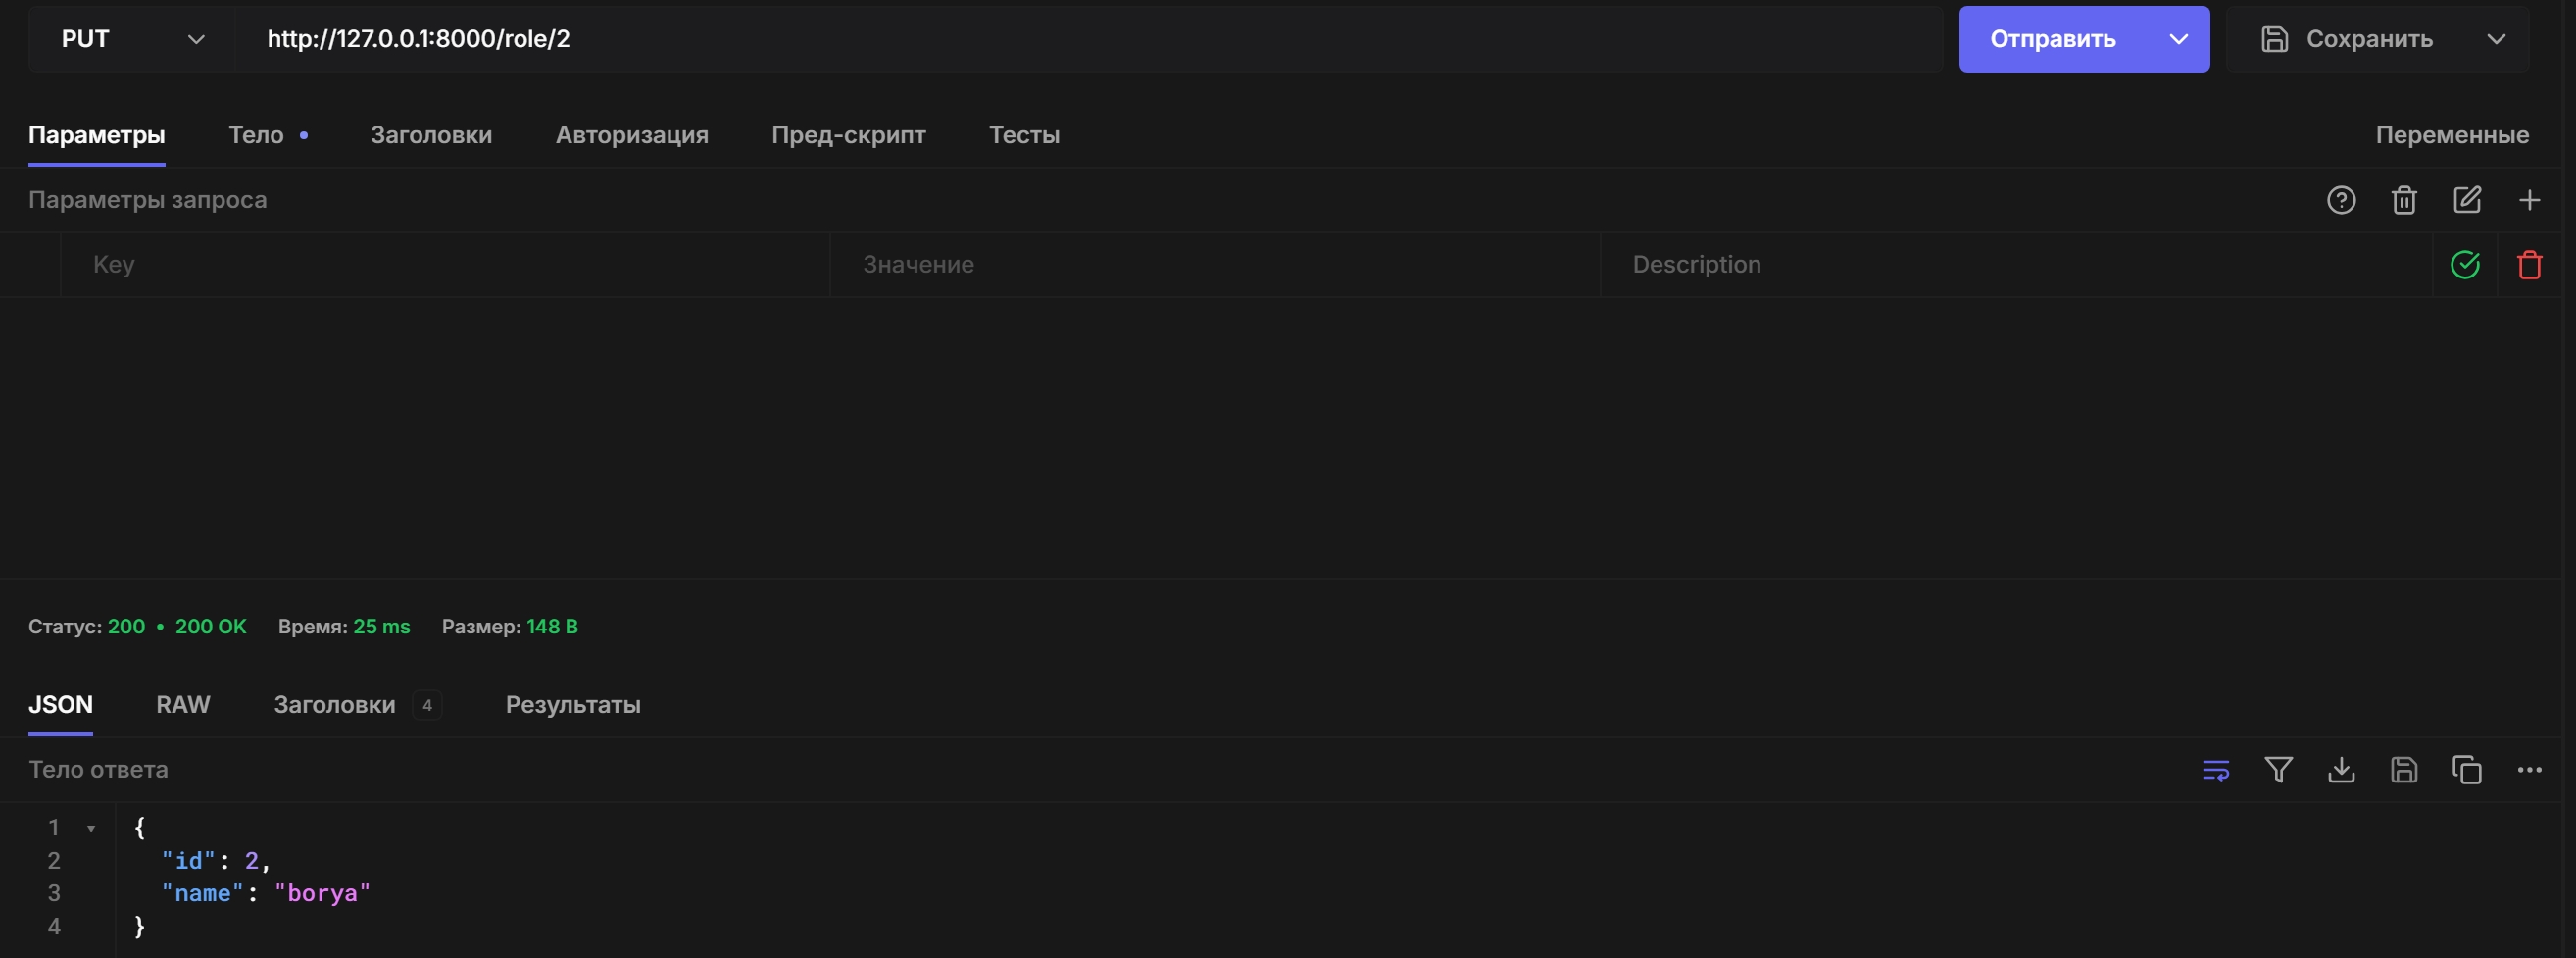 PUT http://127.0.0.1:8000/role/2 Отправить Сохранить
Параметры Тело Заголовки Авторизация Пред-скрипт Тесты Переменные
Параметры запроса
Key Значение Description
Статус: 200 • 200 OK Время: 25 ms Размер: 148 B
JSON RAW Заголовки 4 Результаты
Тело ответа
1 {
2 "id": 2,
3 "name": "borya"
4 }